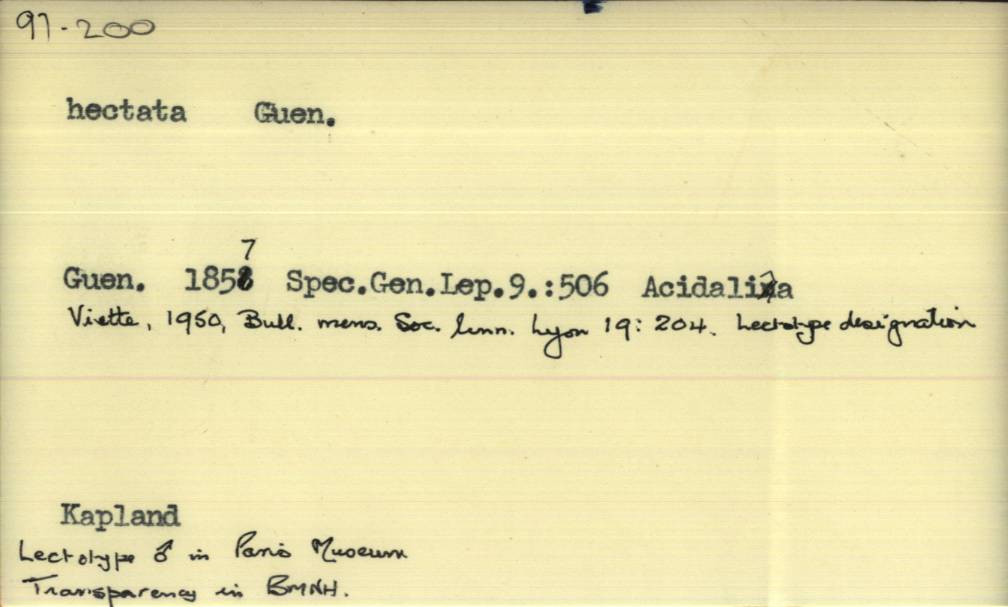 97-200
hectata Guen.
7
Guen. 1858 Spec.Gen.Lep.9.:506 Acidalia
Viette, 1950, Bull. mens. Soc. linn. Lyon 19: 204. Lectotype designation
Kapland
Lectotype ♂ in Paris Museum
Transparency in BMNH.